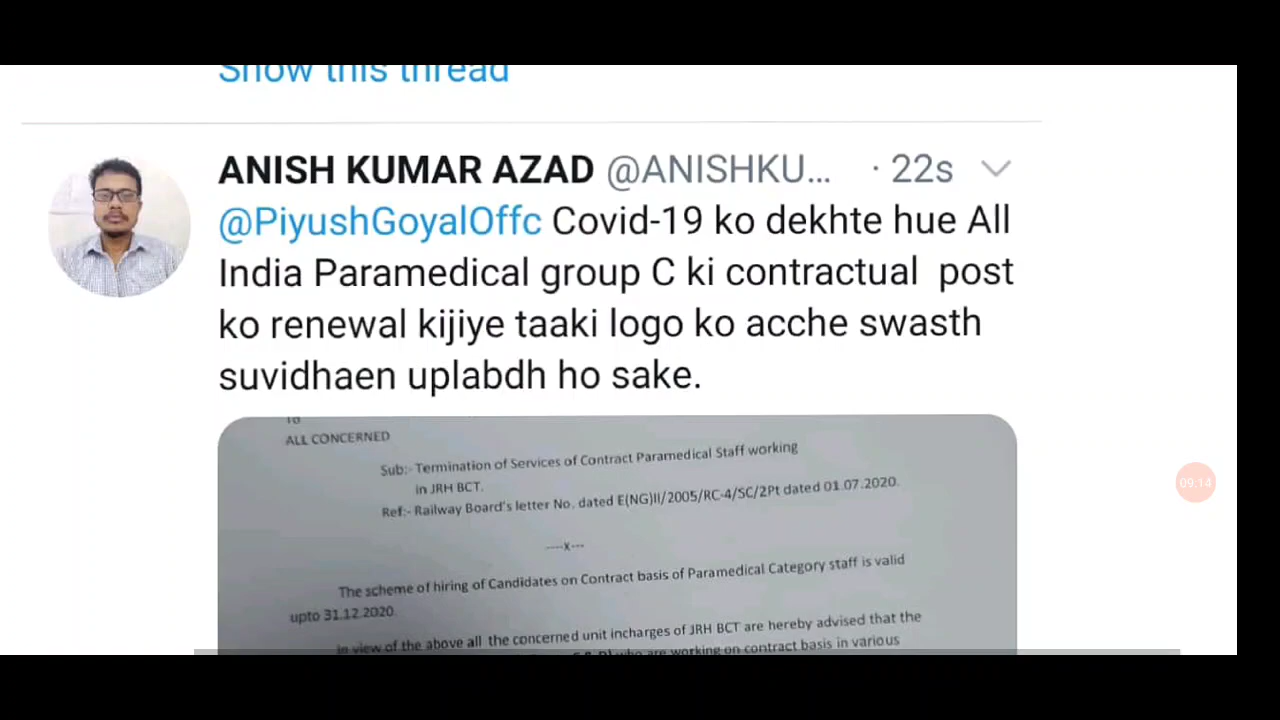 Show this thread
ANISH KUMAR AZAD @ANISHKU... · 22s
@PiyushGoyalOffc Covid-19 ko dekhte hue All
India Paramedical group C ki contractual post
ko renewal kijiye taaki logo ko acche swasth
suvidhaen uplabdh ho sake.
To
ALL CONCERNED
Sub:- Termination of Services of Contract Paramedical Staff working
in JRH BCT.
Ref:- Railway Board's letter No. dated E(NG)II/2005/RC-4/SC/2Pt dated 01.07.2020.
----x---
The scheme of hiring of Candidates on Contract basis of Paramedical Category staff is valid
upto 31.12.2020.
In view of the above all the concerned unit incharges of JRH BCT are hereby advised that the
who are working on contract basis in various
09:14